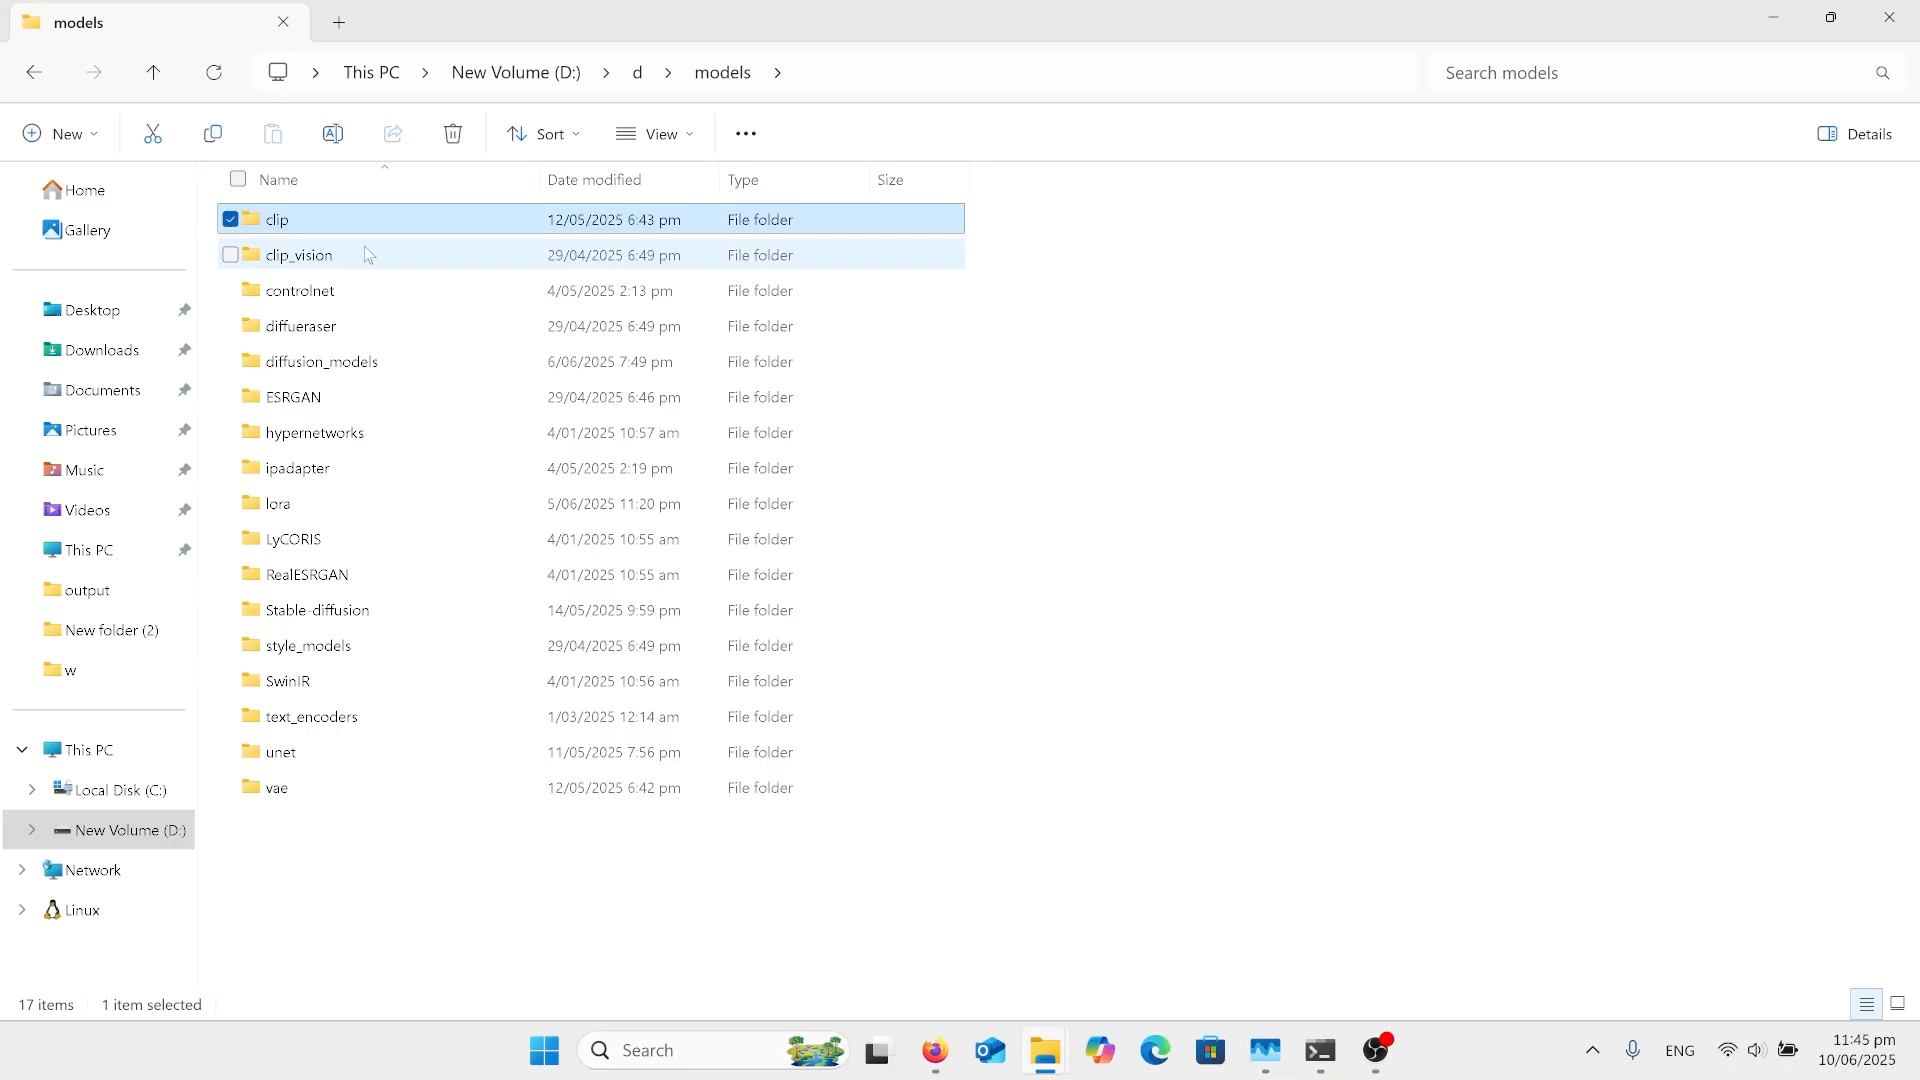 models
This PC
New Volume (D:)
d
models
Search models
New
Sort
View
Details
Name
Date modified
Type
Size
Home
Gallery
Desktop
Downloads
Documents
Pictures
Music
Videos
This PC
output
New folder (2)
w
This PC
Local Disk (C:)
New Volume (D:)
Network
Linux
clip 12/05/2025 6:43 pm File folder
clip_vision 29/04/2025 6:49 pm File folder
controlnet 4/05/2025 2:13 pm File folder
diffueraser 29/04/2025 6:49 pm File folder
diffusion_models 6/06/2025 7:49 pm File folder
ESRGAN 29/04/2025 6:46 pm File folder
hypernetworks 4/01/2025 10:57 am File folder
ipadapter 4/05/2025 2:19 pm File folder
lora 5/06/2025 11:20 pm File folder
LyCORIS 4/01/2025 10:55 am File folder
RealESRGAN 4/01/2025 10:55 am File folder
Stable-diffusion 14/05/2025 9:59 pm File folder
style_models 29/04/2025 6:49 pm File folder
SwinIR 4/01/2025 10:56 am File folder
text_encoders 1/03/2025 12:14 am File folder
unet 11/05/2025 7:56 pm File folder
vae 12/05/2025 6:42 pm File folder
17 items
1 item selected
Search
ENG
11:45 pm
10/06/2025